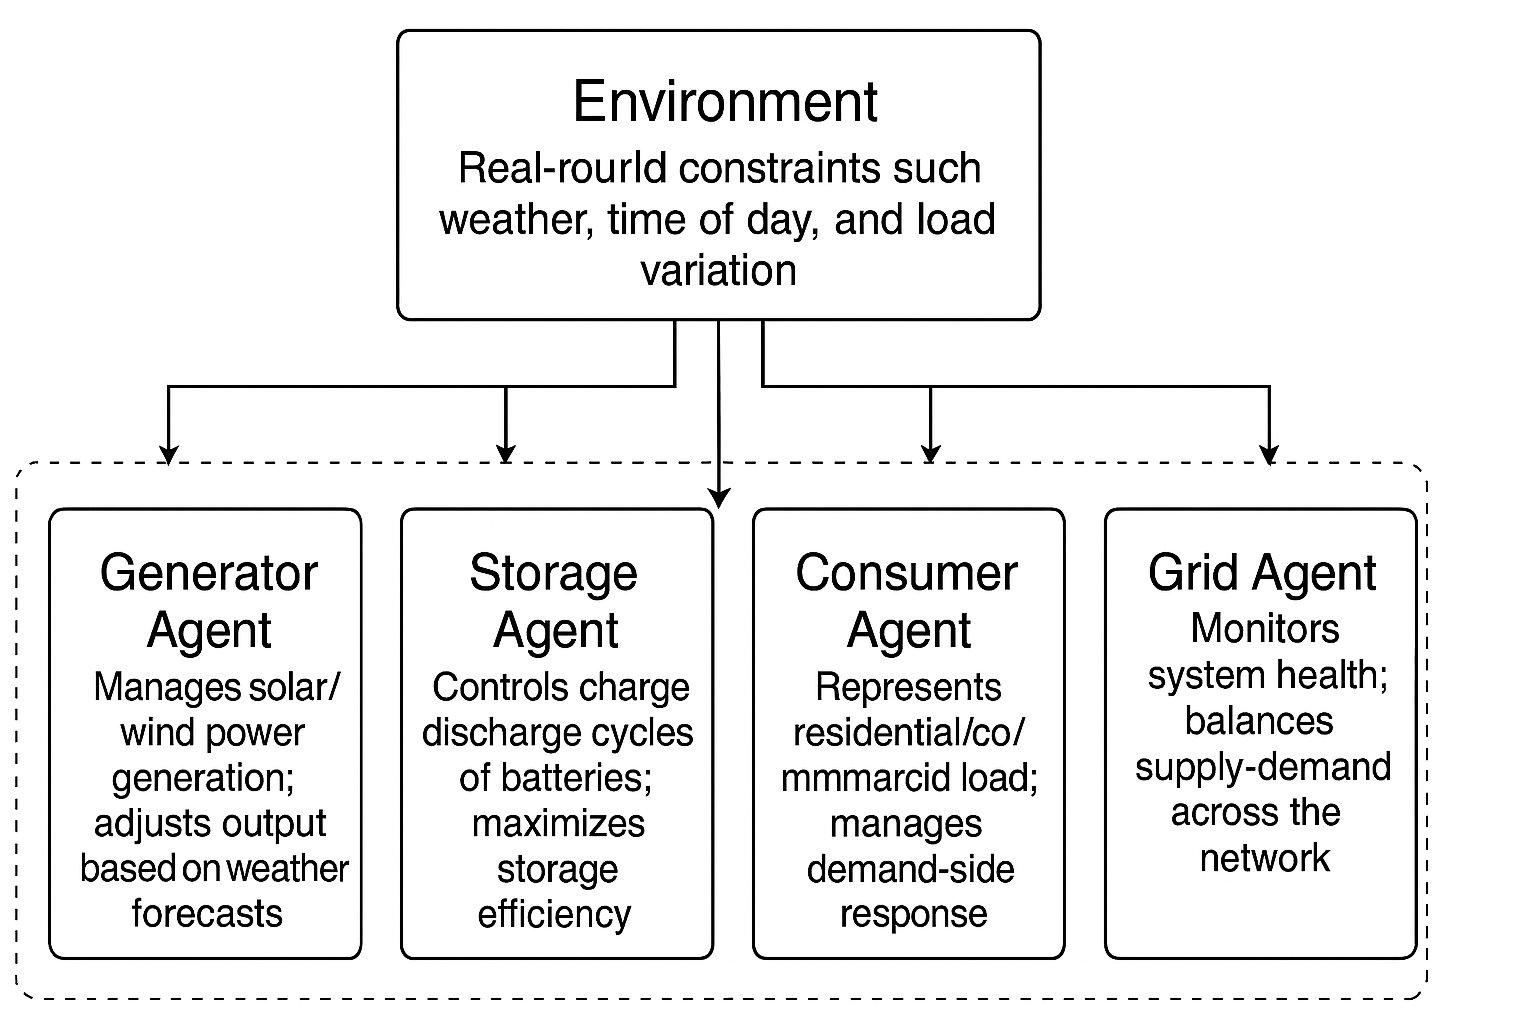 Environment
Real-rourld constraints such
weather, time of day, and load
variation
Generator
Agent
Manages solar/
wind power
generation;
adjusts output
based on weather
forecasts
Storage
Agent
Controls charge
discharge cycles
of batteries;
maximizes
storage
efficiency
Consumer
Agent
Represents
residential/co/
mmmarcid load;
manages
demand-side
response
Grid Agent
Monitors
system health;
balances
supply-demand
across the
network